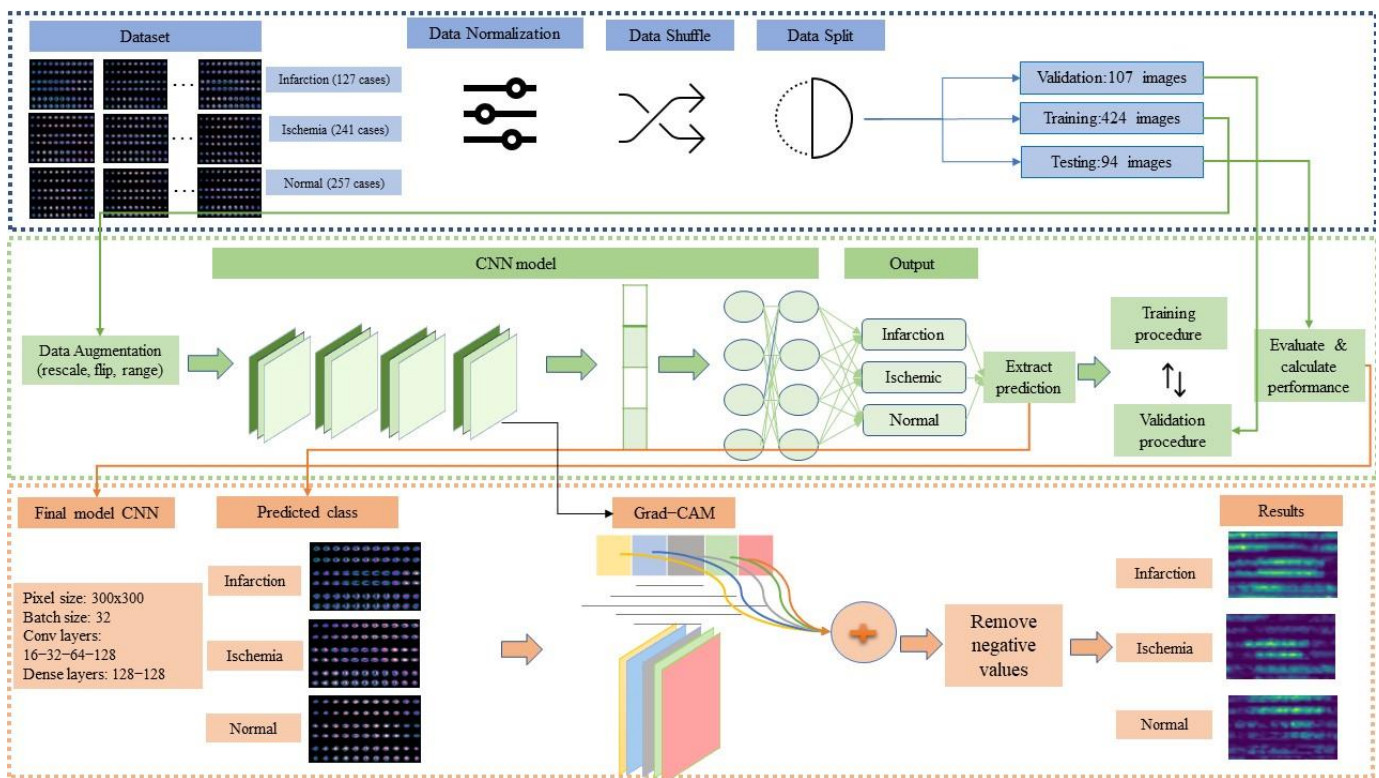 Dataset
Data Normalization
Data Shuffle
Data Split
Infarction (127 cases)
Ischemia (241 cases)
Normal (257 cases)
Validation:107 images
Training:424 images
Testing:94 images
CNN model
Output
Data Augmentation
(rescale, flip, range)
Infarction
Ischemic
Normal
Extract
prediction
Training
procedure
Validation
procedure
Evaluate &
calculate
performance
Final model CNN
Predicted class
Grad−CAM
Results
Pixel size: 300x300
Batch size: 32
Conv layers:
16−32−64−128
Dense layers: 128−128
Infarction
Ischemia
Normal
Remove
negative
values
Infarction
Ischemia
Normal